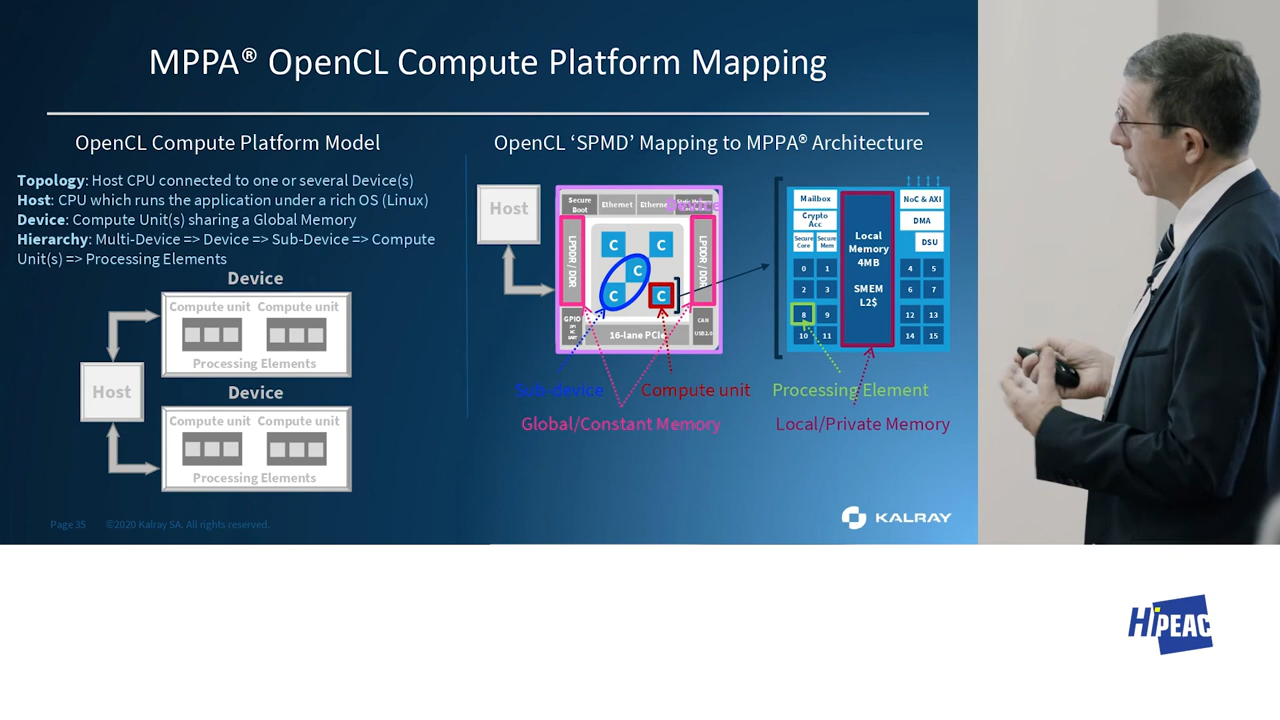 MPPA® OpenCL Compute Platform Mapping
OpenCL Compute Platform Model
Topology: Host CPU connected to one or several Device(s)
Host: CPU which runs the application under a rich OS (Linux)
Device: Compute Unit(s) sharing a Global Memory
Hierarchy: Multi-Device => Device => Sub-Device => Compute
Unit(s) => Processing Elements
Device
Compute unit Compute unit
Processing Elements
Host
Device
Compute unit Compute unit
Processing Elements
OpenCL ‘SPMD’ Mapping to MPPA® Architecture
Host
Secure
Boot
Ethernet
Device
LPDDR / DDR
LPDDR / DDR
C C
C
C C
GPIO
16-lane PCIe
CAN
USB2.0
Sub-device
Compute unit
Global/Constant Memory
Mailbox
Crypto
Acc
Secure
Core
Secure
Mem
0 1
2 3
8 9
10 11
Local
Memory
4MB
SMEM
L2$
NoC & AXI
DMA
DSU
4 5
6 7
12 13
14 15
Processing Element
Local/Private Memory
Page 35 ©2020 Kalray SA. All rights reserved.
KALRAY
HiPEAC